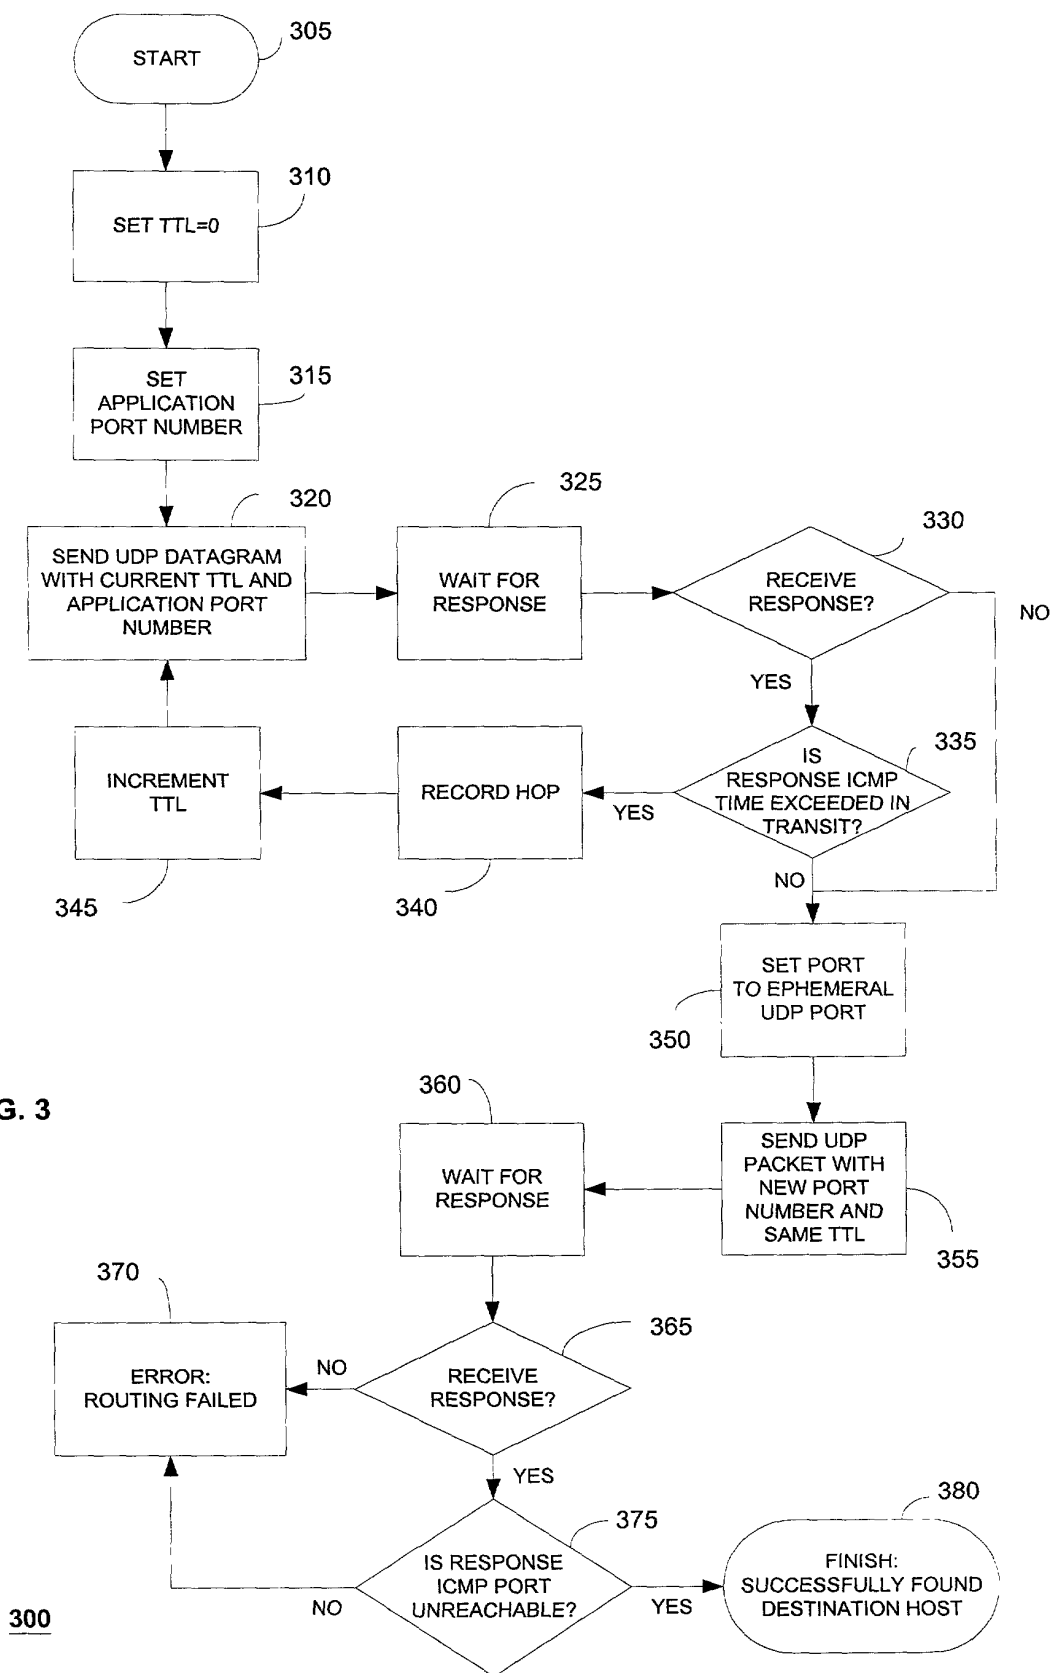 START
305
310
SET TTL=0
SET
APPLICATION
PORT NUMBER
315
320
SEND UDP DATAGRAM
WITH CURRENT TTL AND
APPLICATION PORT
NUMBER
325
WAIT FOR
RESPONSE
330
RECEIVE
RESPONSE?
NO
YES
335
IS
RESPONSE ICMP
TIME EXCEEDED IN
TRANSIT?
YES
NO
RECORD HOP
340
INCREMENT
TTL
345
SET PORT
TO EPHEMERAL
UDP PORT
350
G. 3
360
WAIT FOR
RESPONSE
SEND UDP
PACKET WITH
NEW PORT
NUMBER AND
SAME TTL
355
370
ERROR:
ROUTING FAILED
NO
365
RECEIVE
RESPONSE?
YES
375
IS RESPONSE
ICMP PORT
UNREACHABLE?
NO
YES
380
FINISH:
SUCCESSFULLY FOUND
DESTINATION HOST
300